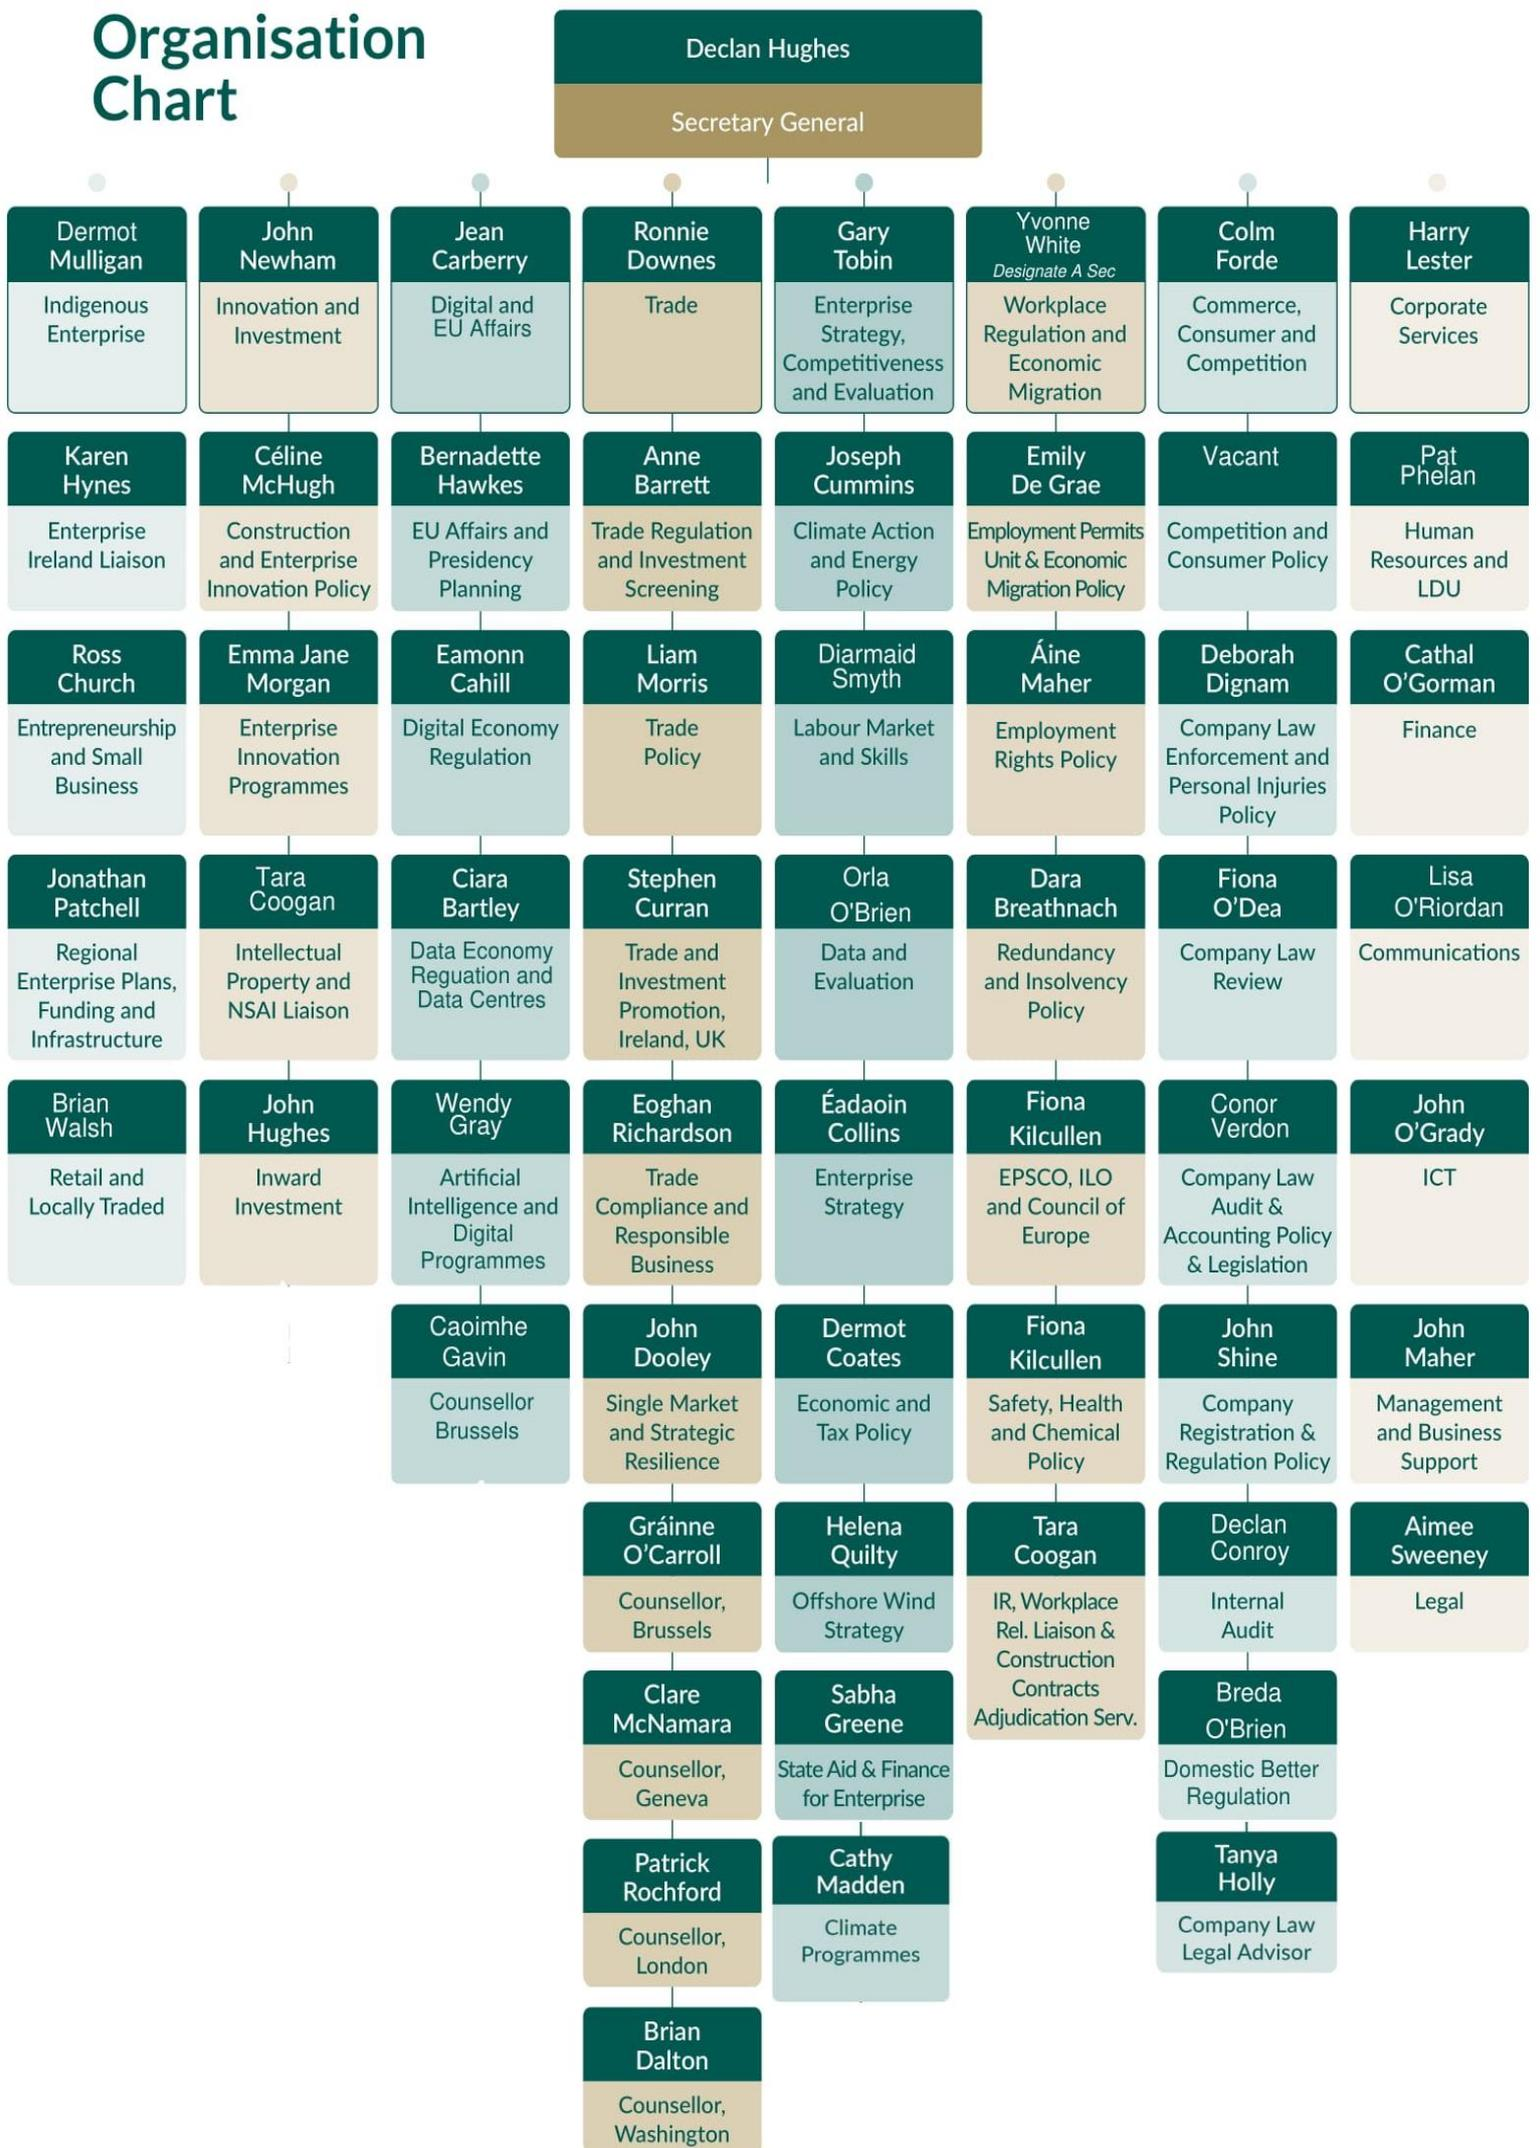 Organisation
Chart
Declan Hughes
Secretary General
Dermot
Mulligan
Indigenous
Enterprise
John
Newham
Innovation and
Investment
Jean
Carberry
Digital and
EU Affairs
Ronnie
Downes
Trade
Gary
Tobin
Enterprise
Strategy,
Competitiveness
and Evaluation
Yvonne
White
Designate A Sec
Workplace
Regulation and
Economic
Migration
Colm
Forde
Commerce,
Consumer and
Competition
Harry
Lester
Corporate
Services
Karen
Hynes
Enterprise
Ireland Liaison
Céline
McHugh
Construction
and Enterprise
Innovation Policy
Bernadette
Hawkes
EU Affairs and
Presidency
Planning
Anne
Barrett
Trade Regulation
and Investment
Screening
Joseph
Cummins
Climate Action
and Energy
Policy
Emily
De Grae
Employment Permits
Unit & Economic
Migration Policy
Vacant
Competition and
Consumer Policy
Pat
Phelan
Human
Resources and
LDU
Ross
Church
Entrepreneurship
and Small
Business
Emma Jane
Morgan
Enterprise
Innovation
Programmes
Eamonn
Cahill
Digital Economy
Regulation
Liam
Morris
Trade
Policy
Diarmaid
Smyth
Labour Market
and Skills
Áine
Maher
Employment
Rights Policy
Deborah
Dignam
Company Law
Enforcement and
Personal Injuries
Policy
Cathal
O’Gorman
Finance
Jonathan
Patchell
Regional
Enterprise Plans,
Funding and
Infrastructure
Tara
Coogan
Intellectual
Property and
NSAI Liaison
Ciara
Bartley
Data Economy
Reguation and
Data Centres
Stephen
Curran
Trade and
Investment
Promotion,
Ireland, UK
Orla
O'Brien
Data and
Evaluation
Dara
Breathnach
Redundancy
and Insolvency
Policy
Fiona
O’Dea
Company Law
Review
Lisa
O'Riordan
Communications
Brian
Walsh
Retail and
Locally Traded
John
Hughes
Inward
Investment
Wendy
Gray
Artificial
Intelligence and
Digital
Programmes
Eoghan
Richardson
Trade
Compliance and
Responsible
Business
Éadaoin
Collins
Enterprise
Strategy
Fiona
Kilcullen
EPSCO, ILO
and Council of
Europe
Conor
Verdon
Company Law
Audit &
Accounting Policy
& Legislation
John
O’Grady
ICT
Caoimhe
Gavin
Counsellor
Brussels
John
Dooley
Single Market
and Strategic
Resilience
Dermot
Coates
Economic and
Tax Policy
Fiona
Kilcullen
Safety, Health
and Chemical
Policy
John
Shine
Company
Registration &
Regulation Policy
John
Maher
Management
and Business
Support
Gráinne
O’Carroll
Counsellor,
Brussels
Helena
Quilty
Offshore Wind
Strategy
Tara
Coogan
IR, Workplace
Rel. Liaison &
Construction
Contracts
Adjudication Serv.
Declan
Conroy
Internal
Audit
Aimee
Sweeney
Legal
Clare
McNamara
Counsellor,
Geneva
Sabha
Greene
State Aid & Finance
for Enterprise
Breda
O'Brien
Domestic Better
Regulation
Patrick
Rochford
Counsellor,
London
Cathy
Madden
Climate
Programmes
Tanya
Holly
Company Law
Legal Advisor
Brian
Dalton
Counsellor,
Washington